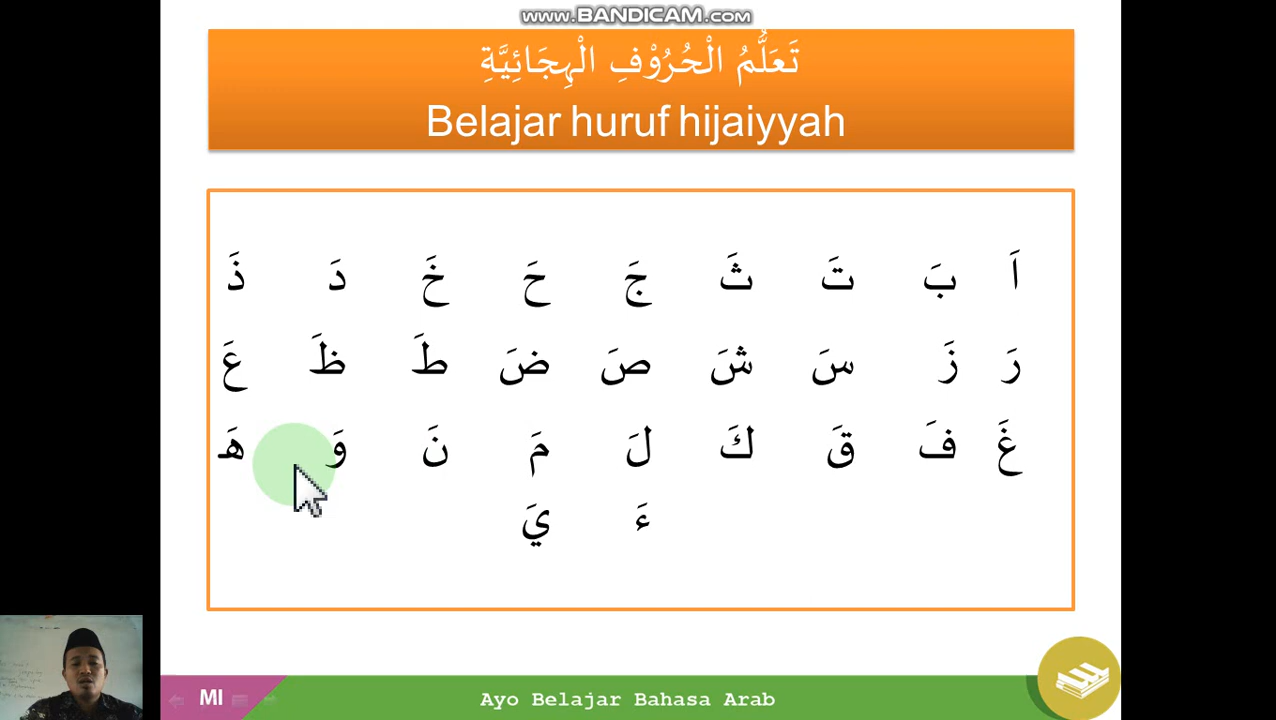 www.BANDICAM.com
تَعَلُّمُ الْحُرُوْفِ الْهِجَائِيَّةِ
Belajar huruf hijaiyyah
اَ بَ تَ ثَ جَ حَ خَ دَ ذَ
رَ زَ سَ شَ صَ ضَ طَ ظَ عَ
غَ فَ قَ كَ لَ مَ نَ وَ هَ
ءَ يَ
MI
Ayo Belajar Bahasa Arab